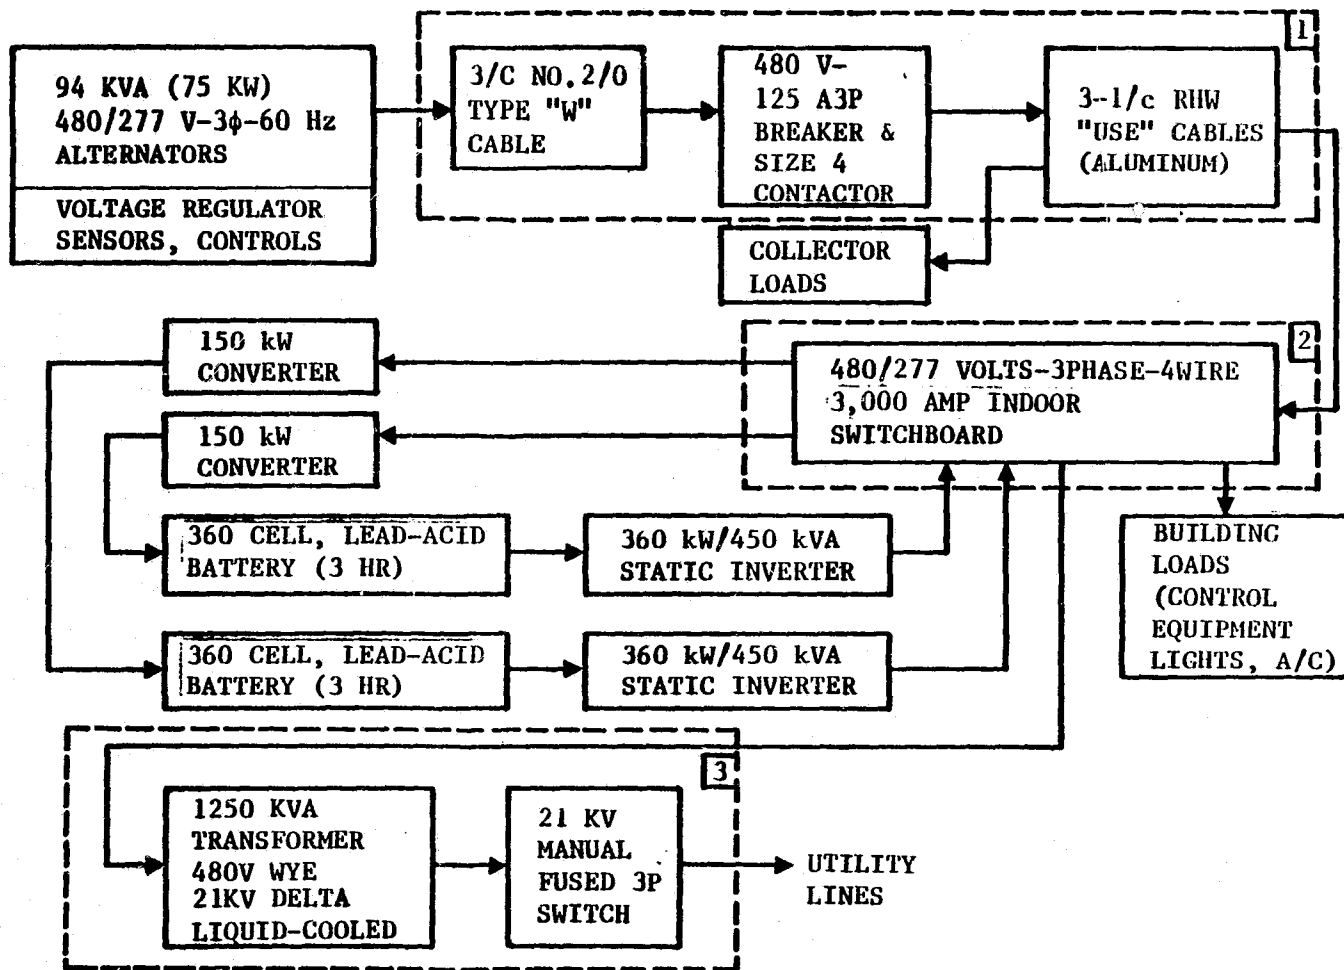 94 KVA (75 KW)
480/277 V-3ϕ-60 Hz
ALTERNATORS
VOLTAGE REGULATOR
SENSORS, CONTROLS
1
3/C NO. 2/0
TYPE "W"
CABLE
480 V-
125 A3P
BREAKER &
SIZE 4
CONTACTOR
3--1/c RHW
"USE" CABLES
(ALUMINUM)
COLLECTOR
LOADS
2
480/277 VOLTS-3PHASE-4WIRE
3,000 AMP INDOOR
SWITCHBOARD
150 kW
CONVERTER
150 kW
CONVERTER
360 CELL, LEAD-ACID
BATTERY (3 HR)
360 kW/450 kVA
STATIC INVERTER
360 CELL, LEAD-ACID
BATTERY (3 HR)
360 kW/450 kVA
STATIC INVERTER
BUILDING
LOADS
(CONTROL
EQUIPMENT
LIGHTS, A/C)
3
1250 KVA
TRANSFORMER
480V WYE
21KV DELTA
LIQUID-COOLED
21 KV
MANUAL
FUSED 3P
SWITCH
UTILITY
LINES